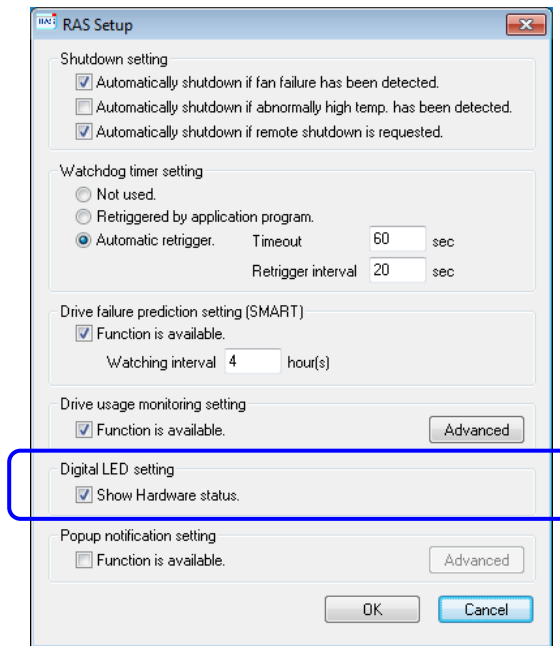 RAS Setup
Shutdown setting
Automatically shutdown if fan failure has been detected.
Automatically shutdown if abnormally high temp. has been detected.
Automatically shutdown if remote shutdown is requested.
Watchdog timer setting
Not used.
Retriggered by application program.
Automatic retrigger. Timeout 60 sec
Retrigger interval 20 sec
Drive failure prediction setting (SMART)
Function is available.
Watching interval 4 hour(s)
Drive usage monitoring setting
Function is available. Advanced
Digital LED setting
Show Hardware status.
Popup notification setting
Function is available. Advanced
OK Cancel